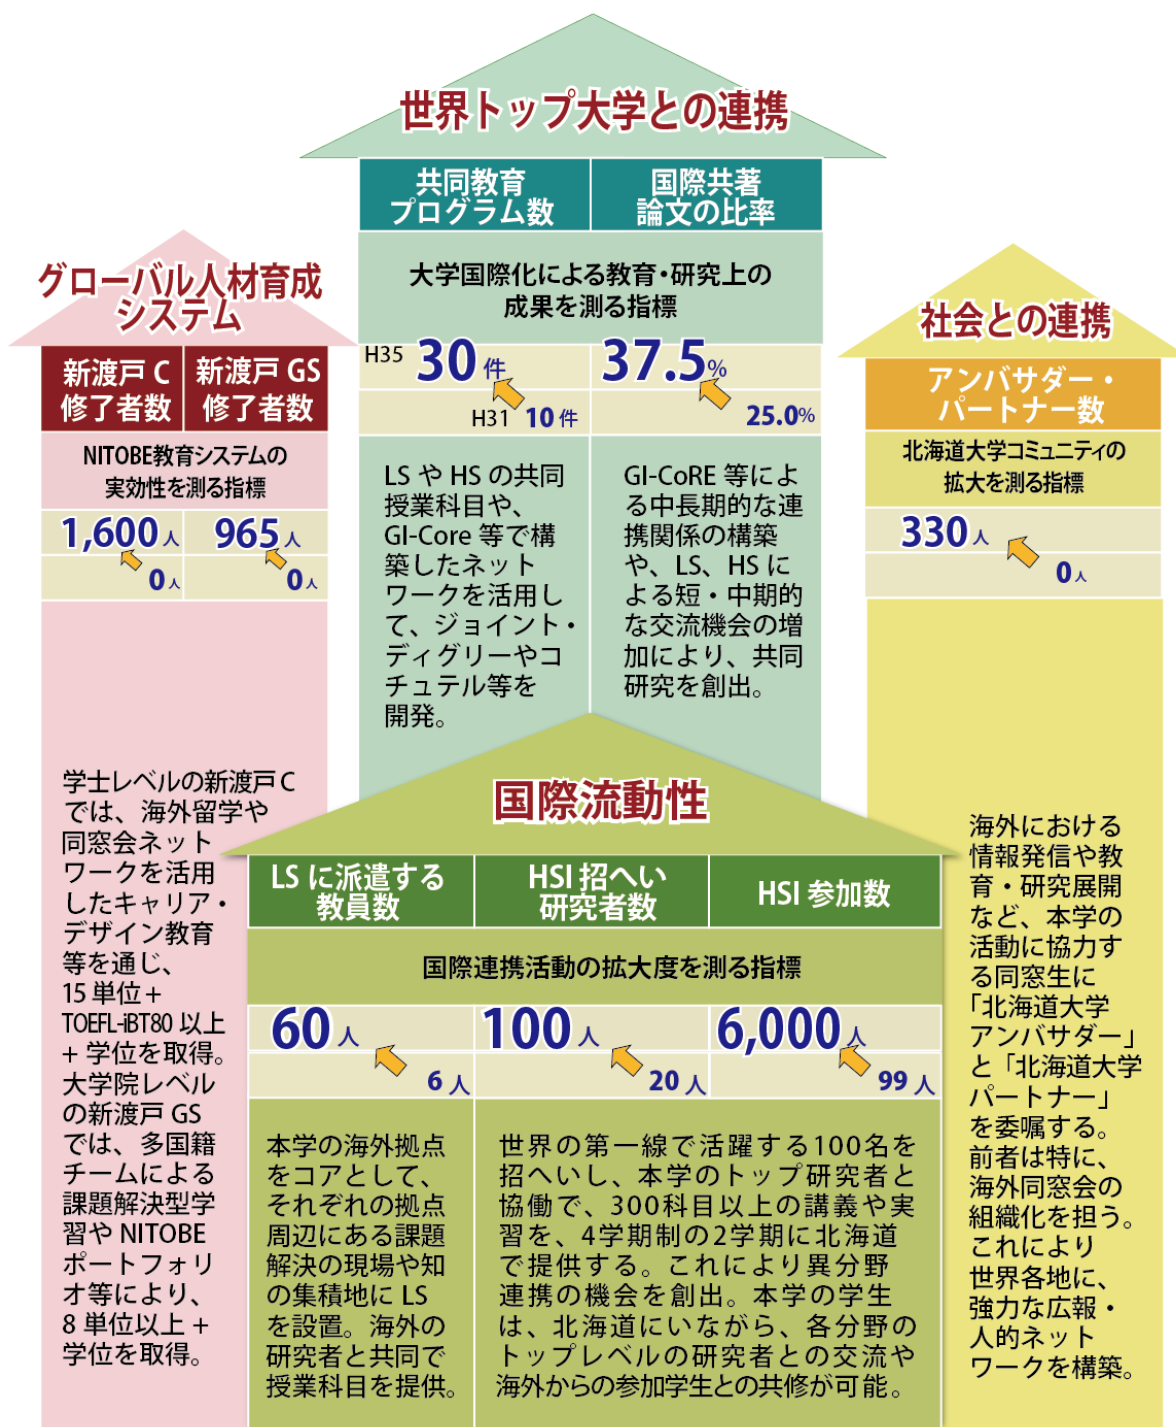 世界トップ大学との連携
共同教育
プログラム数
国際共著
論文の比率
大学国際化による教育・研究上の
成果を測る指標
H35 30 件
37.5%
H31 10 件
25.0%
LS や HS の共同
授業科目や、
GI-Core 等で構
築したネット
ワークを活用し
て、ジョイント・
ディグリーやコ
チュテル等を
開発。
GI-CoRE 等によ
る中長期的な連
携関係の構築
や、LS、HS に
よる短・中期的
な交流機会の増
加により、共同
研究を創出。
グローバル人材育成
システム
新渡戸 C
修了者数
新渡戸 GS
修了者数
NITOBE教育システムの
実効性を測る指標
1,600 人
965 人
0 人
0 人
学士レベルの新渡戸 C
では、海外留学や
同窓会ネット
ワークを活用
したキャリア・
デザイン教育
等を通じ、
15 単位 +
TOEFL-iBT80 以上
+ 学位を取得。
大学院レベル
の新渡戸 GS
では、多国籍
チームによる
課題解決型学
習や NITOBE
ポートフォリ
オ等により、
8 単位以上 +
学位を取得。
国際流動性
LS に派遣する
教員数
HSI 招へい
研究者数
HSI 参加数
国際連携活動の拡大度を測る指標
60 人
100 人
6,000 人
6 人
20 人
99 人
本学の海外拠点
をコアとして、
それぞれの拠点
周辺にある課題
解決の現場や知
の集積地に LS
を設置。海外の
研究者と共同で
授業科目を提供。
世界の第一線で活躍する100名を
招へいし、本学のトップ研究者と
協働で、300科目以上の講義や実
習を、4学期制の2学期に北海道
で提供する。これにより異分野
連携の機会を創出。本学の学生
は、北海道にいながら、各分野の
トップレベルの研究者との交流や
海外からの参加学生との共修が可能。
社会との連携
アンバサダー・
パートナー数
北海道大学コミュニティの
拡大を測る指標
330 人
0 人
海外における
情報発信や教
育・研究展開
など、本学の
活動に協力す
る同窓生に
「北海道大学
アンバサダー」
と「北海道大学
パートナー」
を委嘱する。
前者は特に、
海外同窓会の
組織化を担う。
これにより
世界各地に、
強力な広報・
人的ネット
ワークを構築。